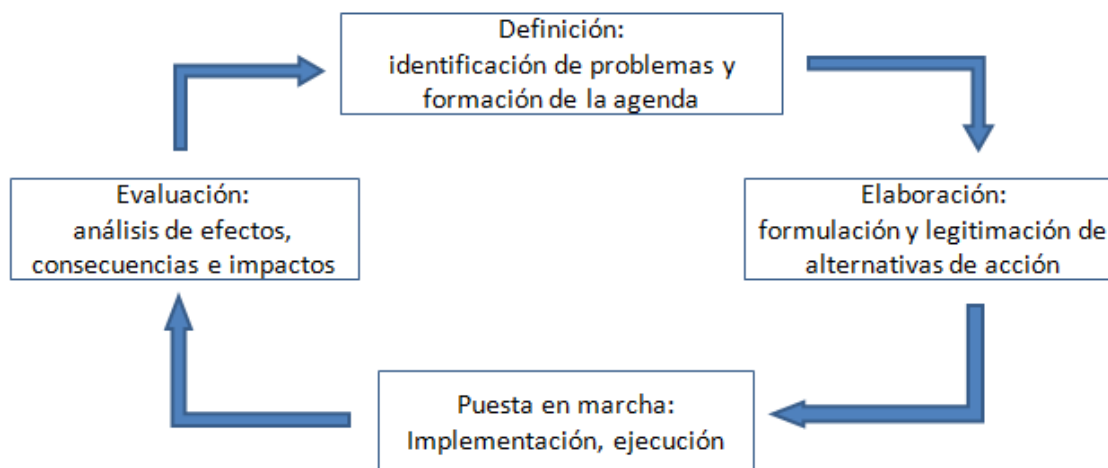 Definición:
identificación de problemas y
formación de la agenda
Evaluación:
análisis de efectos,
consecuencias e impactos
Elaboración:
formulación y legitimación de
alternativas de acción
Puesta en marcha:
Implementación, ejecución